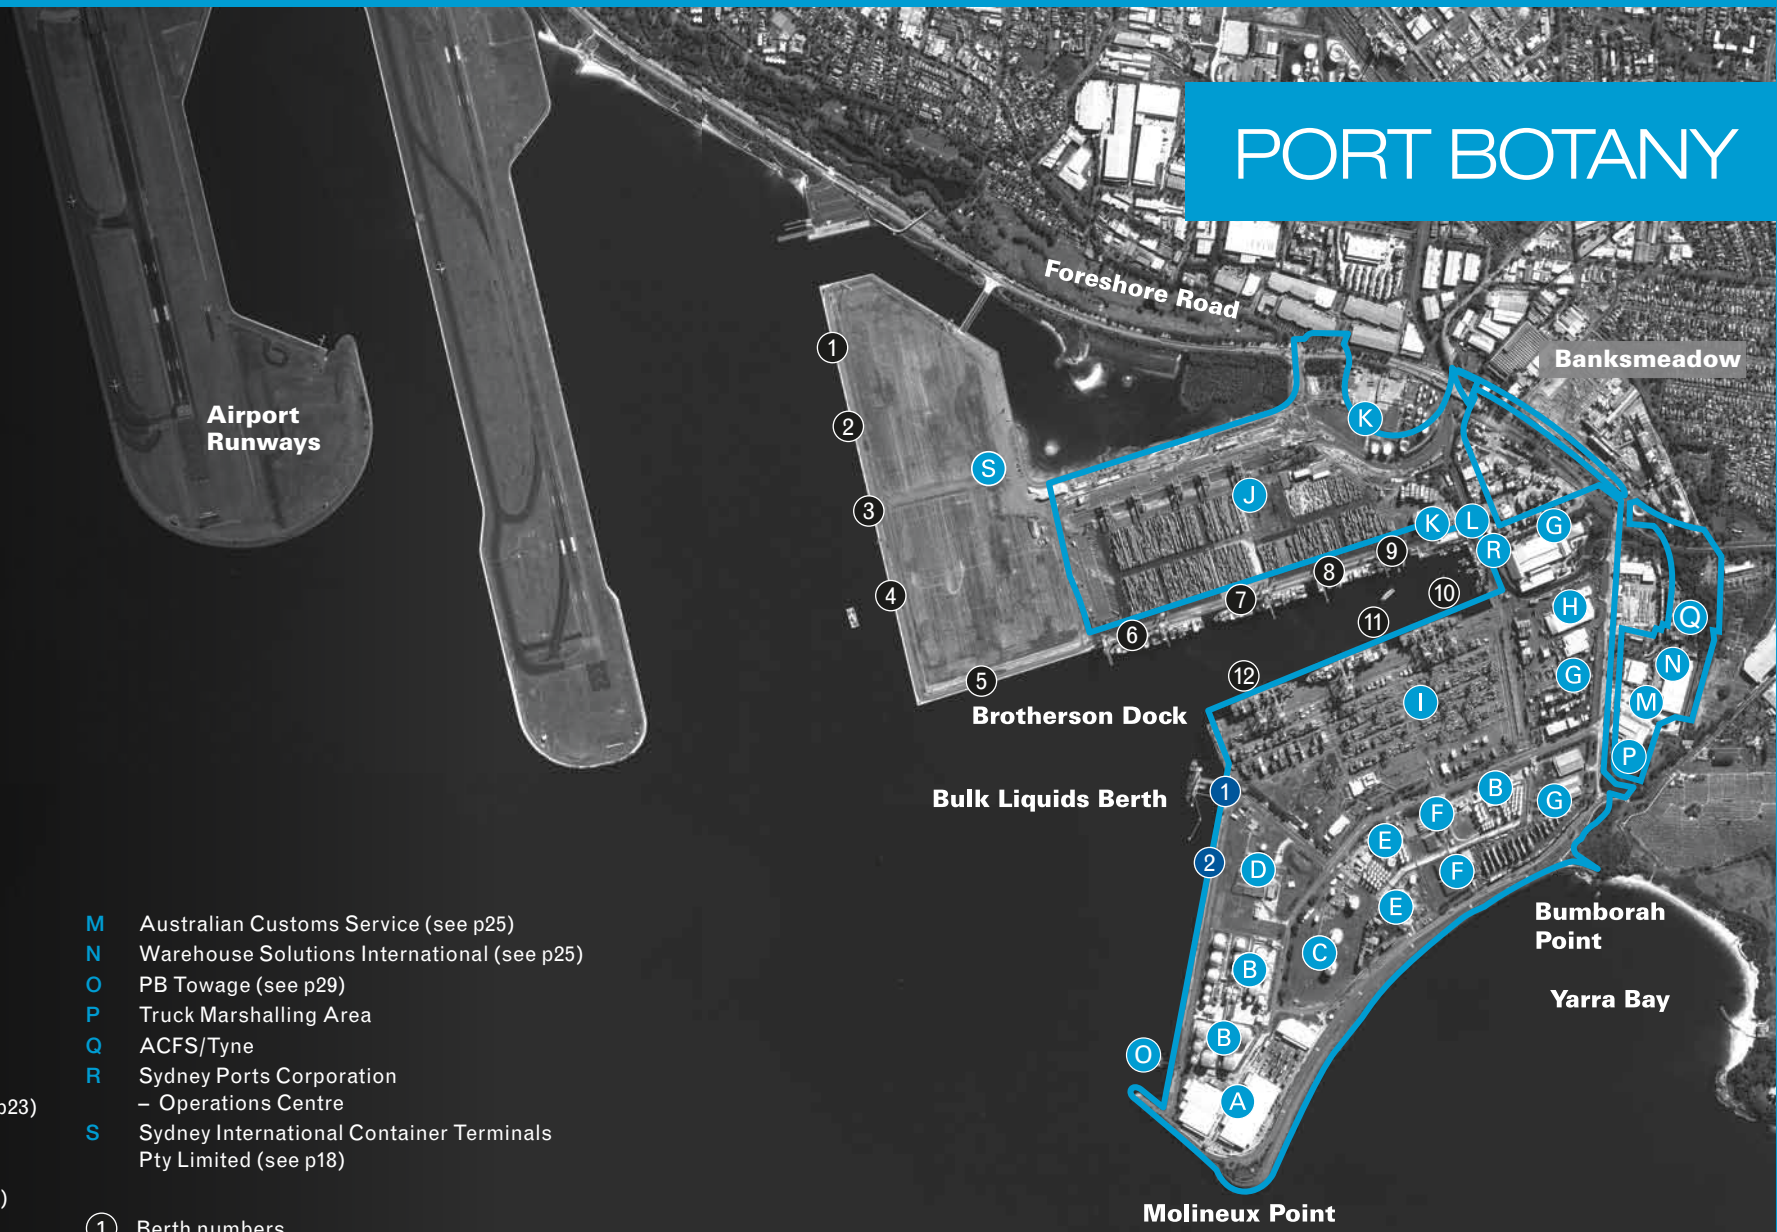 PORT BOTANY
Foreshore Road
Banksmeadow
Airport
Runways
1
2
3
4
5
6
7
8
9
10
11
12
S
K
J
K
L
R
G
H
G
Q
N
M
P
I
Brotherson Dock
Bulk Liquids Berth
1
2
B
G
F
E
D
F
E
C
B
B
O
A
Bumborah
Point
Yarra Bay
Molineux Point
M Australian Customs Service (see p25)
N Warehouse Solutions International (see p25)
O PB Towage (see p29)
P Truck Marshalling Area
Q ACFS/Tyne
R Sydney Ports Corporation
– Operations Centre
p23)
S Sydney International Container Terminals
Pty Limited (see p18)
)
1 Berth numbers